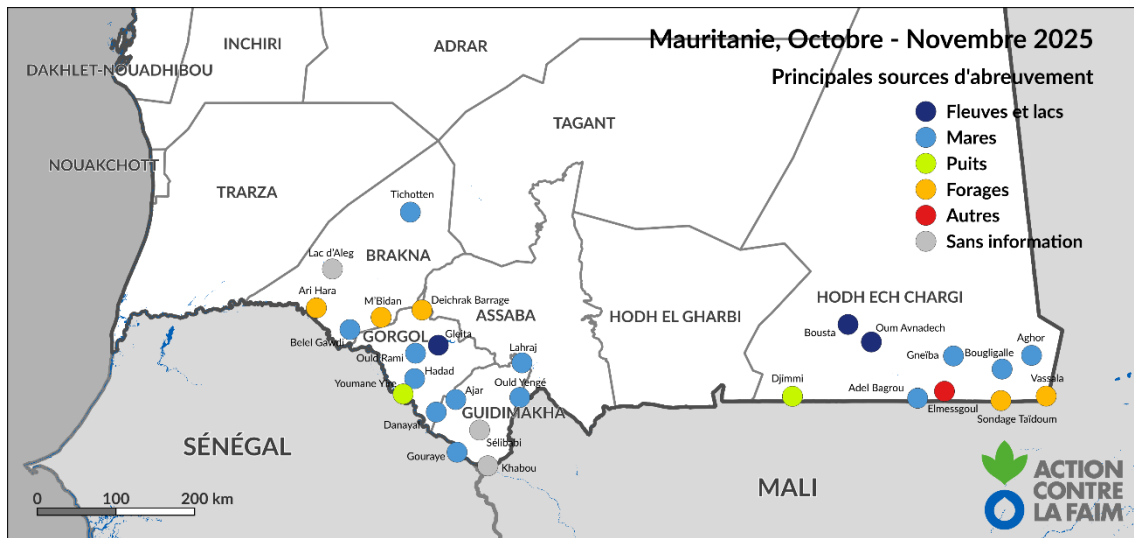 Mauritanie, Octobre - Novembre 2025
Principales sources d'abreuvement
Fleuves et lacs
Mares
Puits
Forages
Autres
Sans information
INCHIRI
ADRAR
DAKHLET-NOUADHIBOU
TAGANT
NOUAKCHOTT
TRARZA
Tichotten
BRAKNA
Lac d'Aleg
Ari Hara
M'Bidan
Deichrak Barrage
ASSABA
HODH EL GHARBI
HODH ECH CHARGI
Belel Gawdi
GORGOL
Gleita
Bousta
Oum Avnadech
Ould Rami
Lahraj
Gneïba
Bougligalle
Aghor
Hadad
Youmane Yire
Ajar
Ould Yengé
Djimmi
Adel Bagrou
Elmessgoul
Vassala
Sondage Taïdoum
Danayal
GUIDIMAKHA
Sélibabi
Gouraye
Khabou
SÉNÉGAL
MALI
0 100 200 km
ACTION
CONTRE
LA FAIM